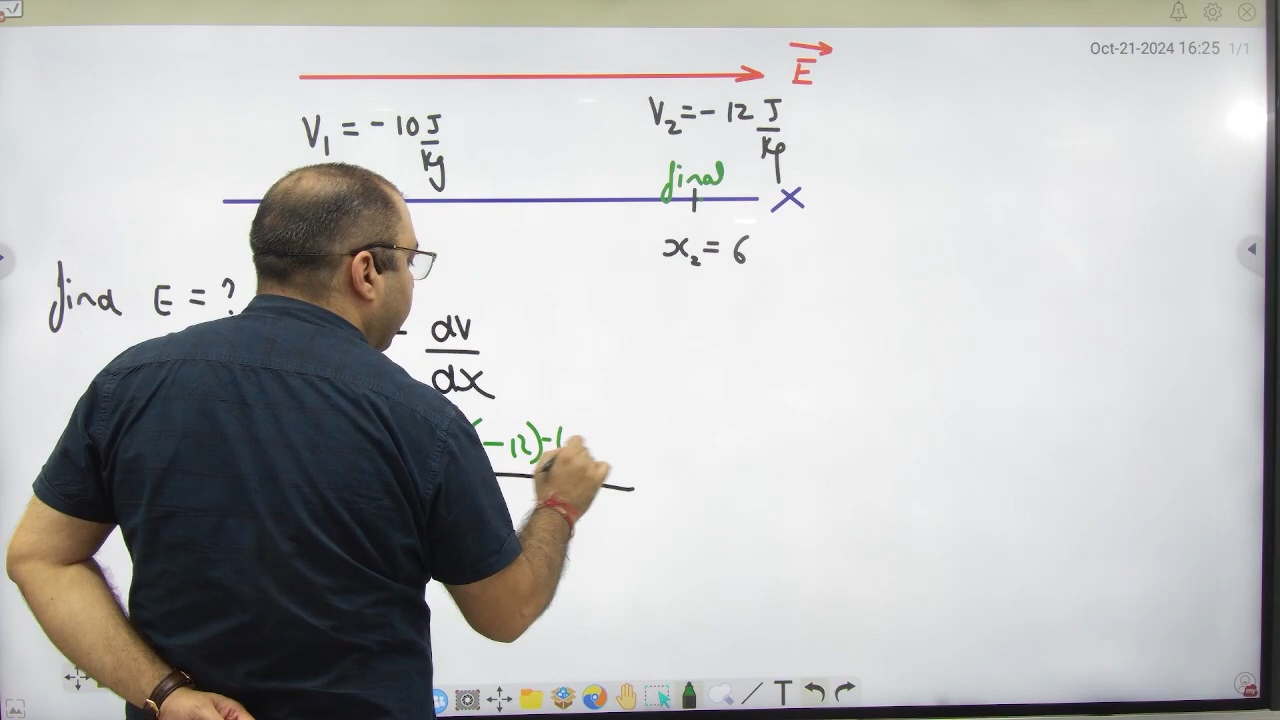 Oct-21-2024 16:25 1/1
E
V₁ = -10 J/kg
V₂ = -12 J/kg
final
X
x₂ = 6
find E = ?
- dV/dx
(-12)-(
T